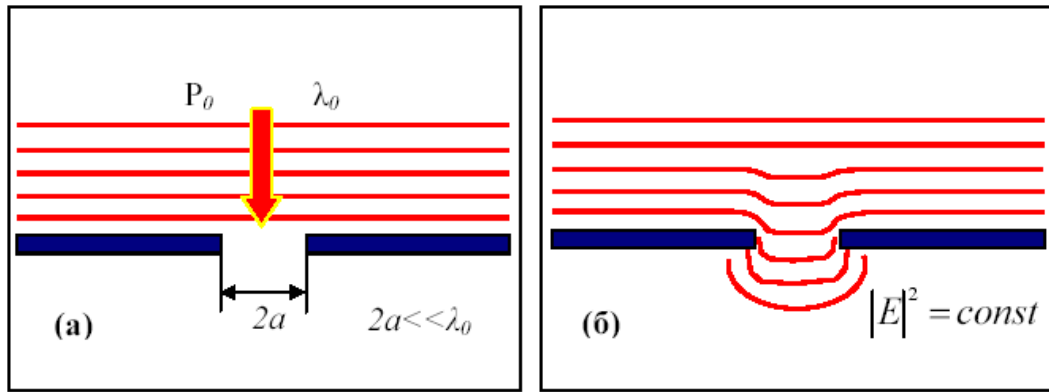 P₀ λ₀
(а) 2a 2a<<λ₀
(б) |E|² = const